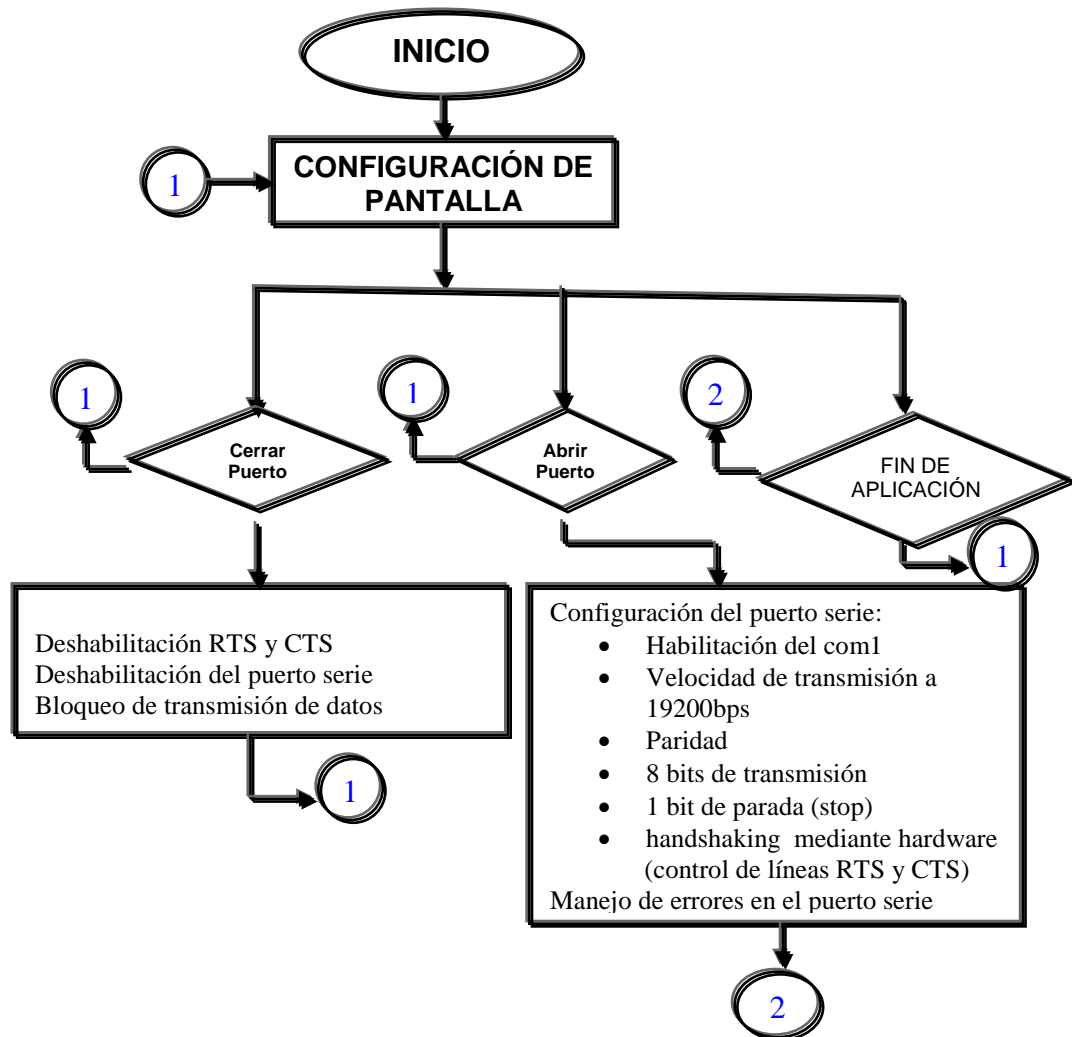 INICIO
CONFIGURACIÓN DE
PANTALLA
1
1
1
2
Cerrar
Puerto
Abrir
Puerto
FIN DE
APLICACIÓN
1
Deshabilitación RTS y CTS
Deshabilitación del puerto serie
Bloqueo de transmisión de datos
1
Configuración del puerto serie:
• Habilitación del com1
• Velocidad de transmisión a
19200bps
• Paridad
• 8 bits de transmisión
• 1 bit de parada (stop)
• handshaking mediante hardware
(control de líneas RTS y CTS)
Manejo de errores en el puerto serie
2